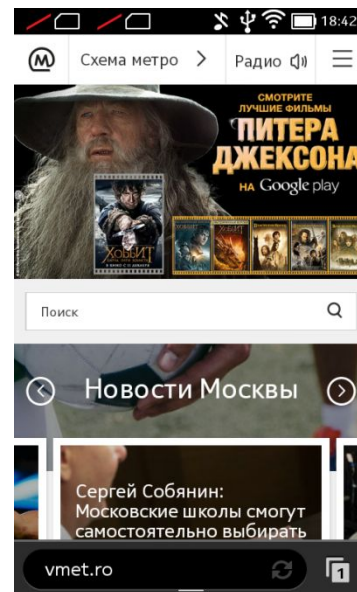 18:42
Схема метро
Радио
СМОТРИТЕ
ЛУЧШИЕ ФИЛЬМЫ
ПИТЕРА
ДЖЕКСОНА
НА Google play
ХОББИТ
Поиск
Новости Москвы
Сергей Собянин:
Московские школы смогут
самостоятельно выбирать
vmet.ro
1